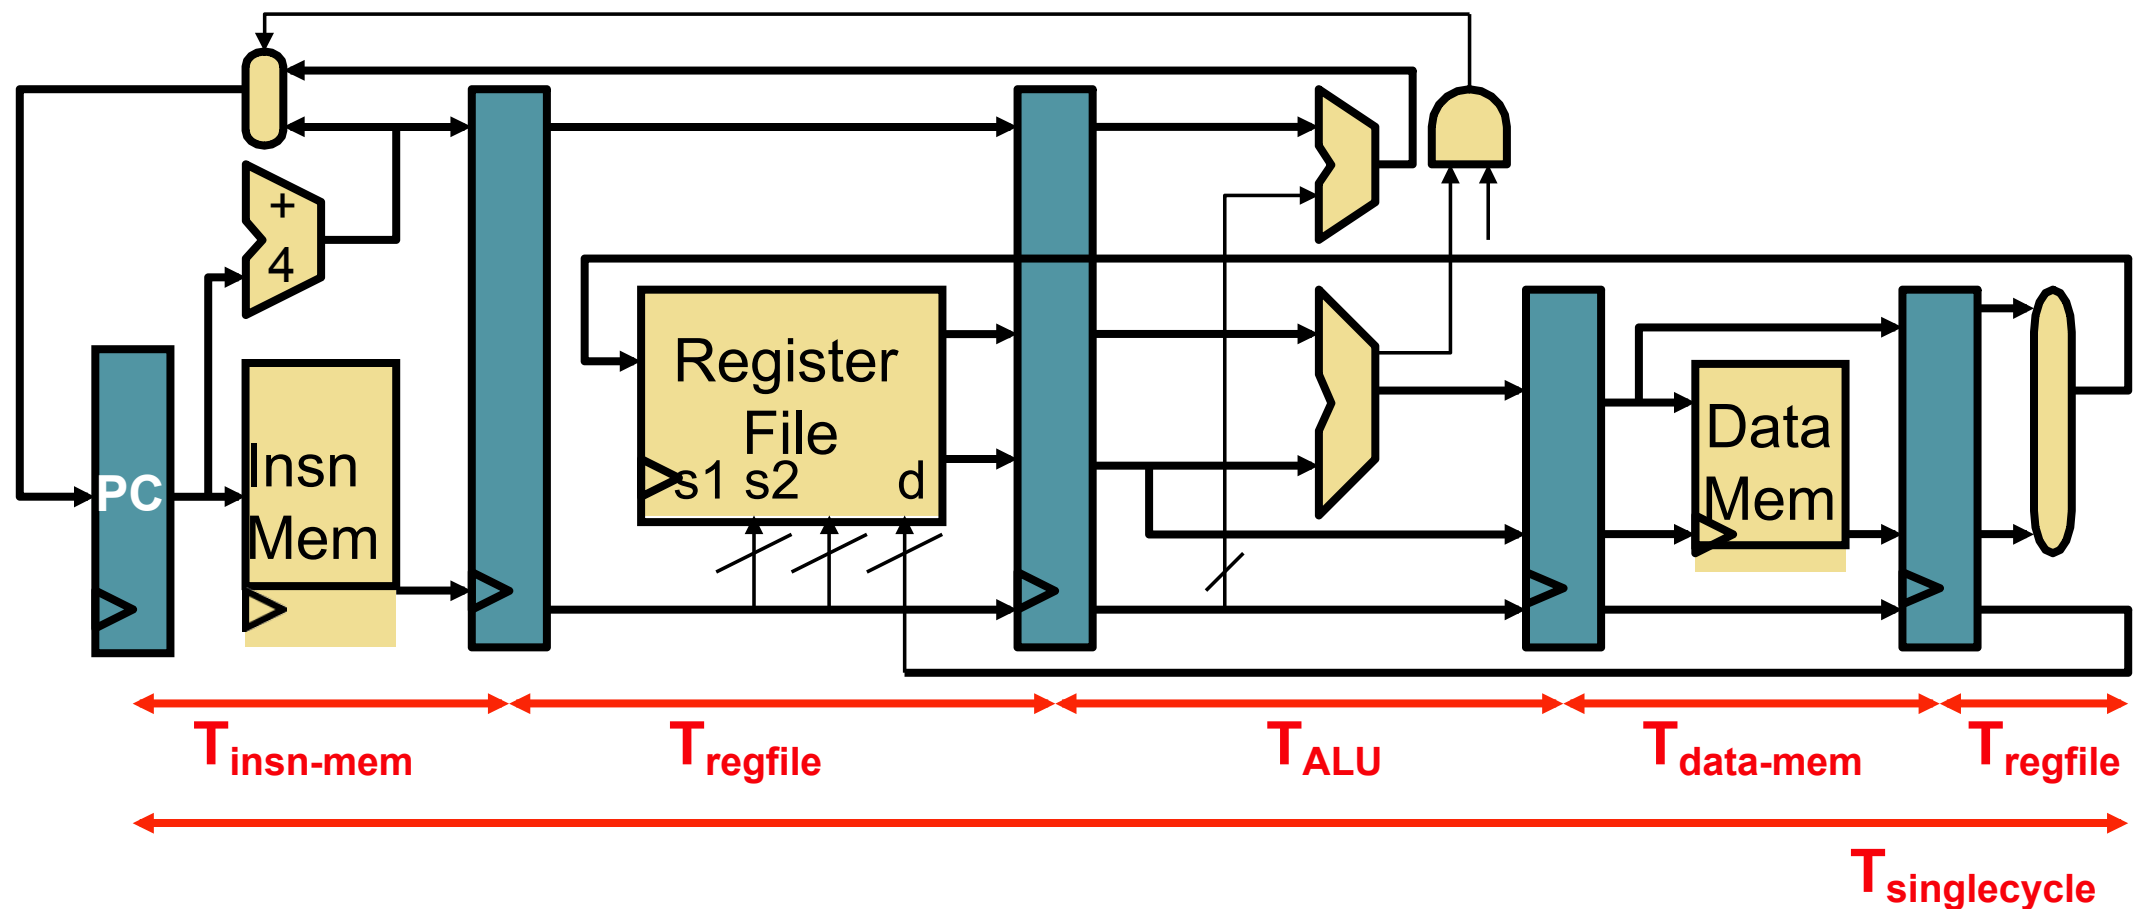 +
4
PC
Insn
Mem
Register
File
s1 s2 d
Data
Mem
Tinsn-mem
Tregfile
TALU
Tdata-mem
Tregfile
Tsinglecycle